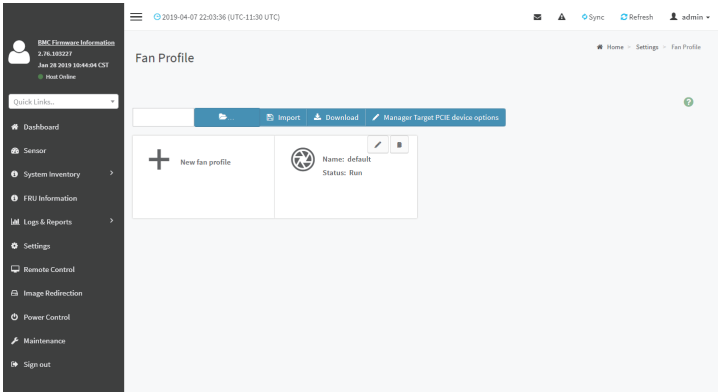 2019-04-07 22:03:36 (UTC-11:30 UTC)
Sync
Refresh
admin
BMC Firmware Information
2.76.103227
Jan 28 2019 10:44:04 CST
Host Online
Quick Links..
Dashboard
Sensor
System Inventory
FRU Information
Logs & Reports
Settings
Remote Control
Image Redirection
Power Control
Maintenance
Sign out
Fan Profile
Home > Settings > Fan Profile
...
Import
Download
Manager Target PCIE device options
New fan profile
Name: default
Status: Run